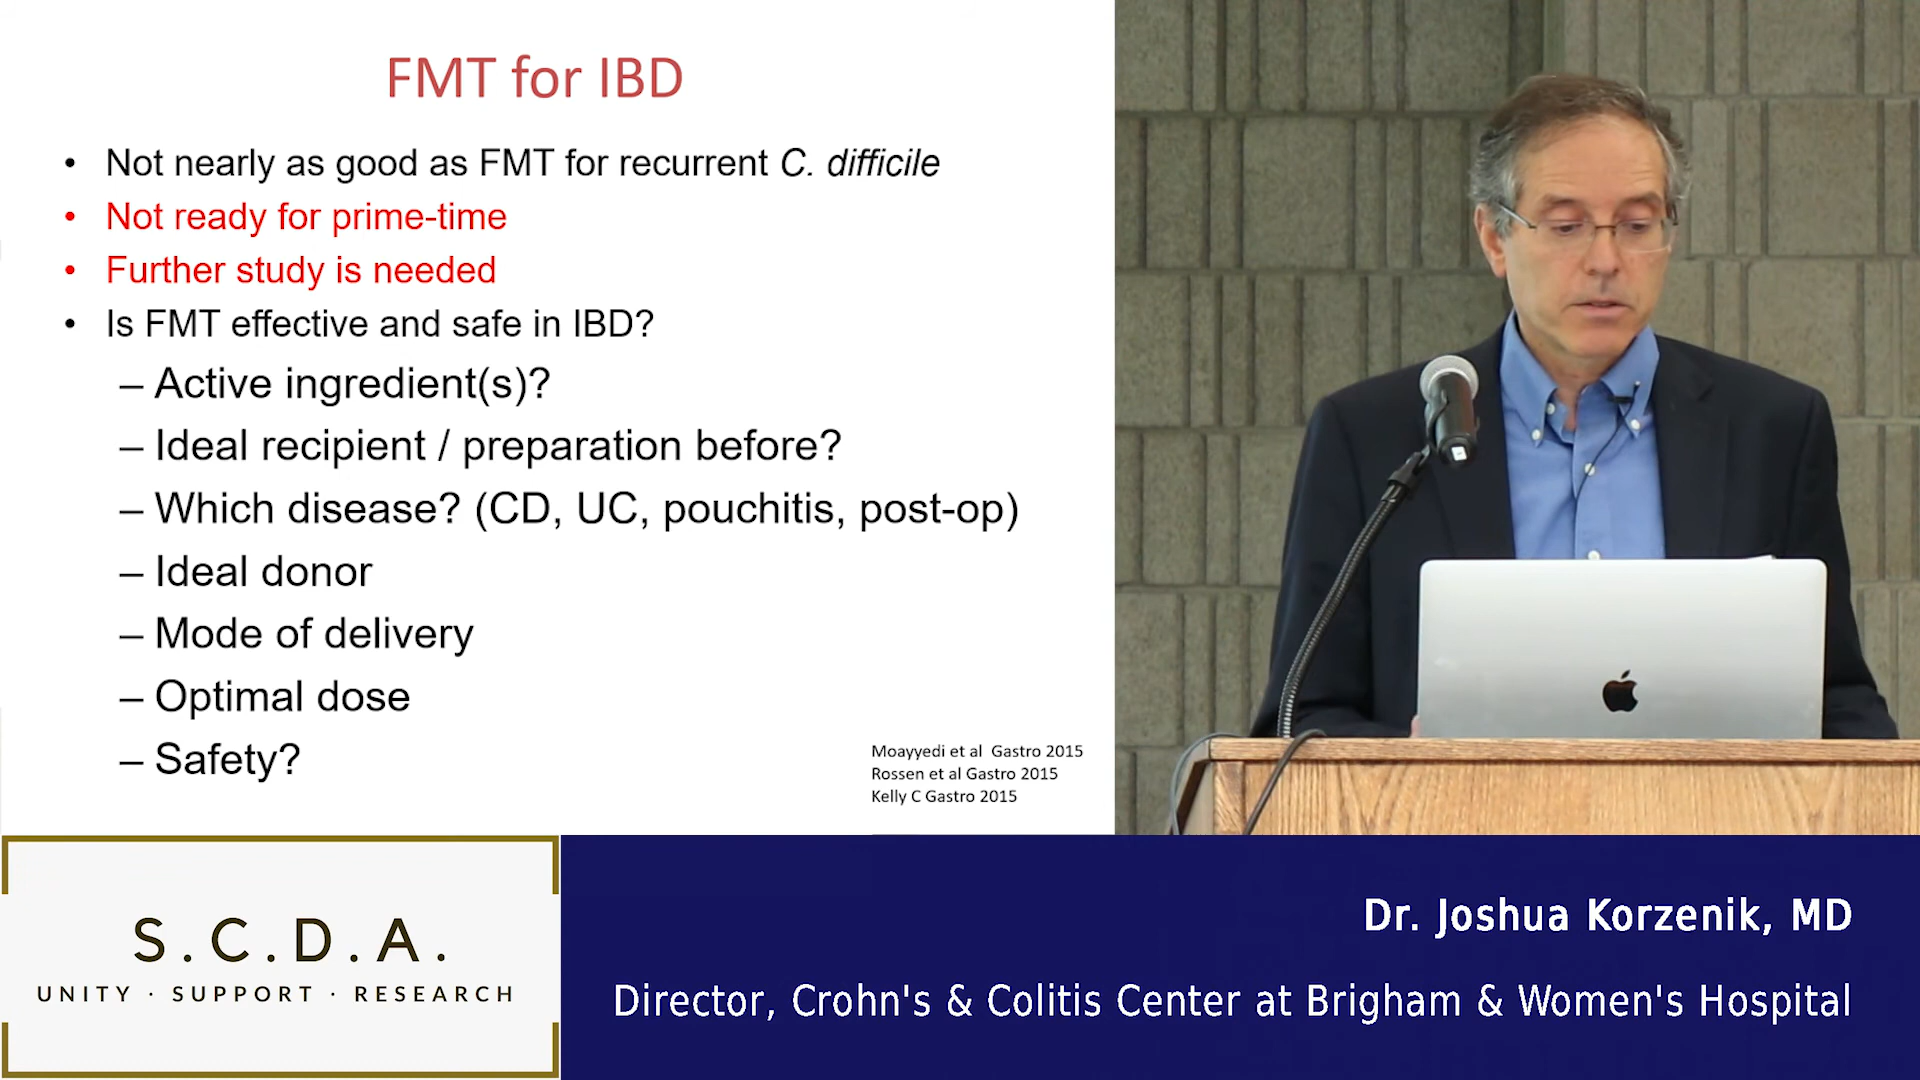 FMT for IBD
• Not nearly as good as FMT for recurrent C. difficile
• Not ready for prime-time
• Further study is needed
• Is FMT effective and safe in IBD?
– Active ingredient(s)?
– Ideal recipient / preparation before?
– Which disease? (CD, UC, pouchitis, post-op)
– Ideal donor
– Mode of delivery
– Optimal dose
– Safety?
Moayyedi et al Gastro 2015
Rossen et al Gastro 2015
Kelly C Gastro 2015
S.C.D.A.
UNITY · SUPPORT · RESEARCH
Dr. Joshua Korzenik, MD
Director, Crohn's & Colitis Center at Brigham & Women's Hospital